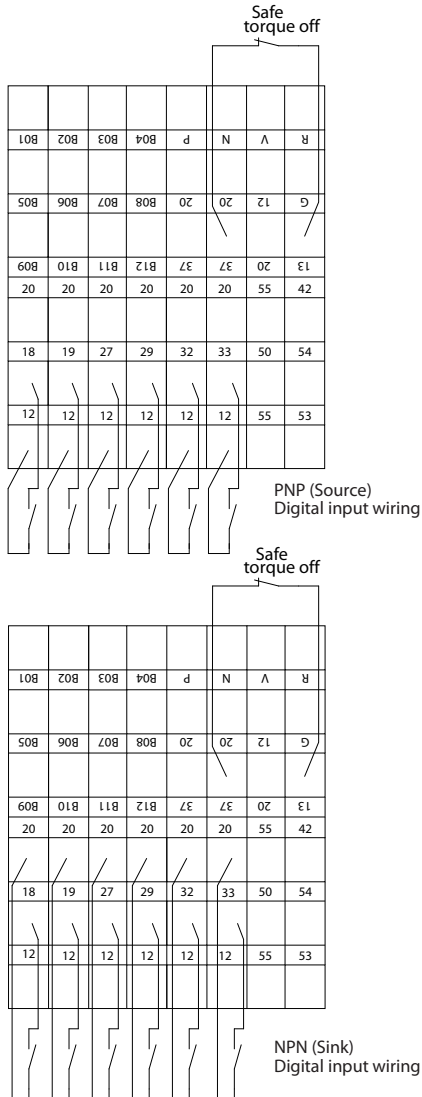 Safe
torque off
B01 B02 B03 B04 P N V R
B05 B06 B07 B08 20 20 12 G
B09 B10 B11 B12 37 37 20 13
20 20 20 20 20 20 55 42
18 19 27 29 32 33 50 54
12 12 12 12 12 12 55 53
PNP (Source)
Digital input wiring
Safe
torque off
B01 B02 B03 B04 P N V R
B05 B06 B07 B08 20 20 12 G
B09 B10 B11 B12 37 37 20 13
20 20 20 20 20 20 55 42
18 19 27 29 32 33 50 54
12 12 12 12 12 12 55 53
NPN (Sink)
Digital input wiring